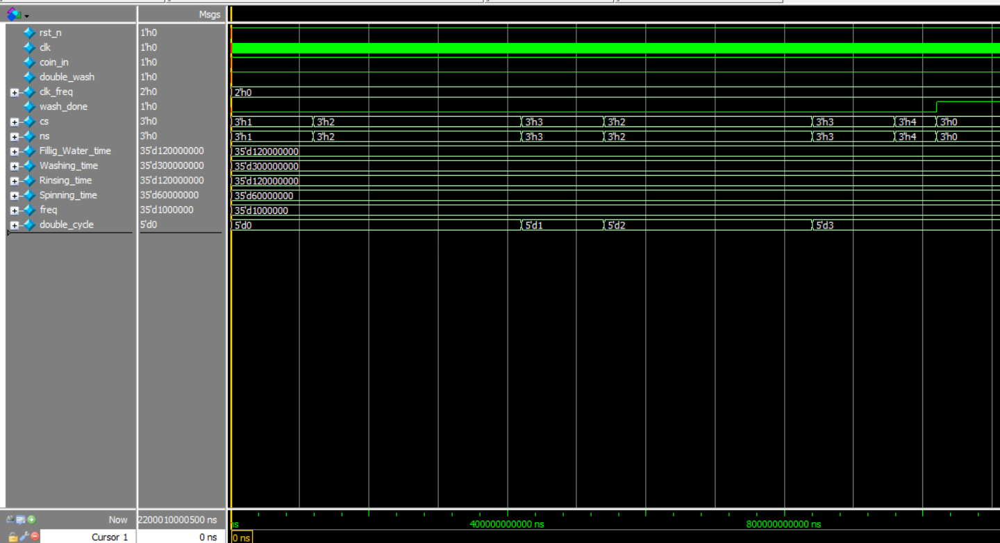 Msgs
rst_n 1'h0
clk 1'h0
coin_in 1'h0
double_wash 1'h0
clk_freq 2'h0 2'h0
wash_done 1'h0
cs 3'h0 3'h1 3'h2 3'h3 3'h2 3'h3 3'h4 3'h0
ns 3'h0 3'h1 3'h2 3'h3 3'h2 3'h3 3'h4 3'h0
Fillig_Water_time 35'd120000000 35'd120000000
Washing_time 35'd300000000 35'd300000000
Rinsing_time 35'd120000000 35'd120000000
Spinning_time 35'd60000000 35'd60000000
freq 35'd1000000 35'd1000000
double_cycle 5'd0 5'd0 5'd1 5'd2 5'd3
Now 2200010000500 ns ns 400000000000 ns 800000000000 ns
Cursor 1 0 ns 0 ns